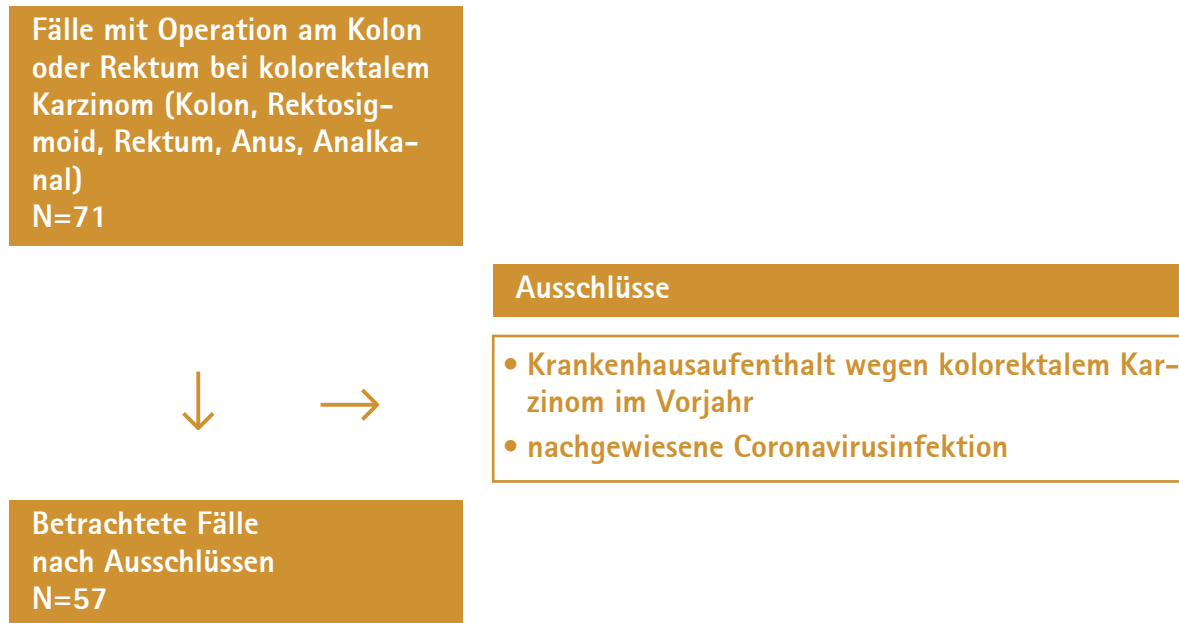 Fälle mit Operation am Kolon
oder Rektum bei kolorektalem
Karzinom (Kolon, Rektosig-
moid, Rektum, Anus, Analka-
nal)
N=71
Ausschlüsse
• Krankenhausaufenthalt wegen kolorektalem Kar-
zinom im Vorjahr
• nachgewiesene Coronavirusinfektion
Betrachtete Fälle
nach Ausschlüssen
N=57